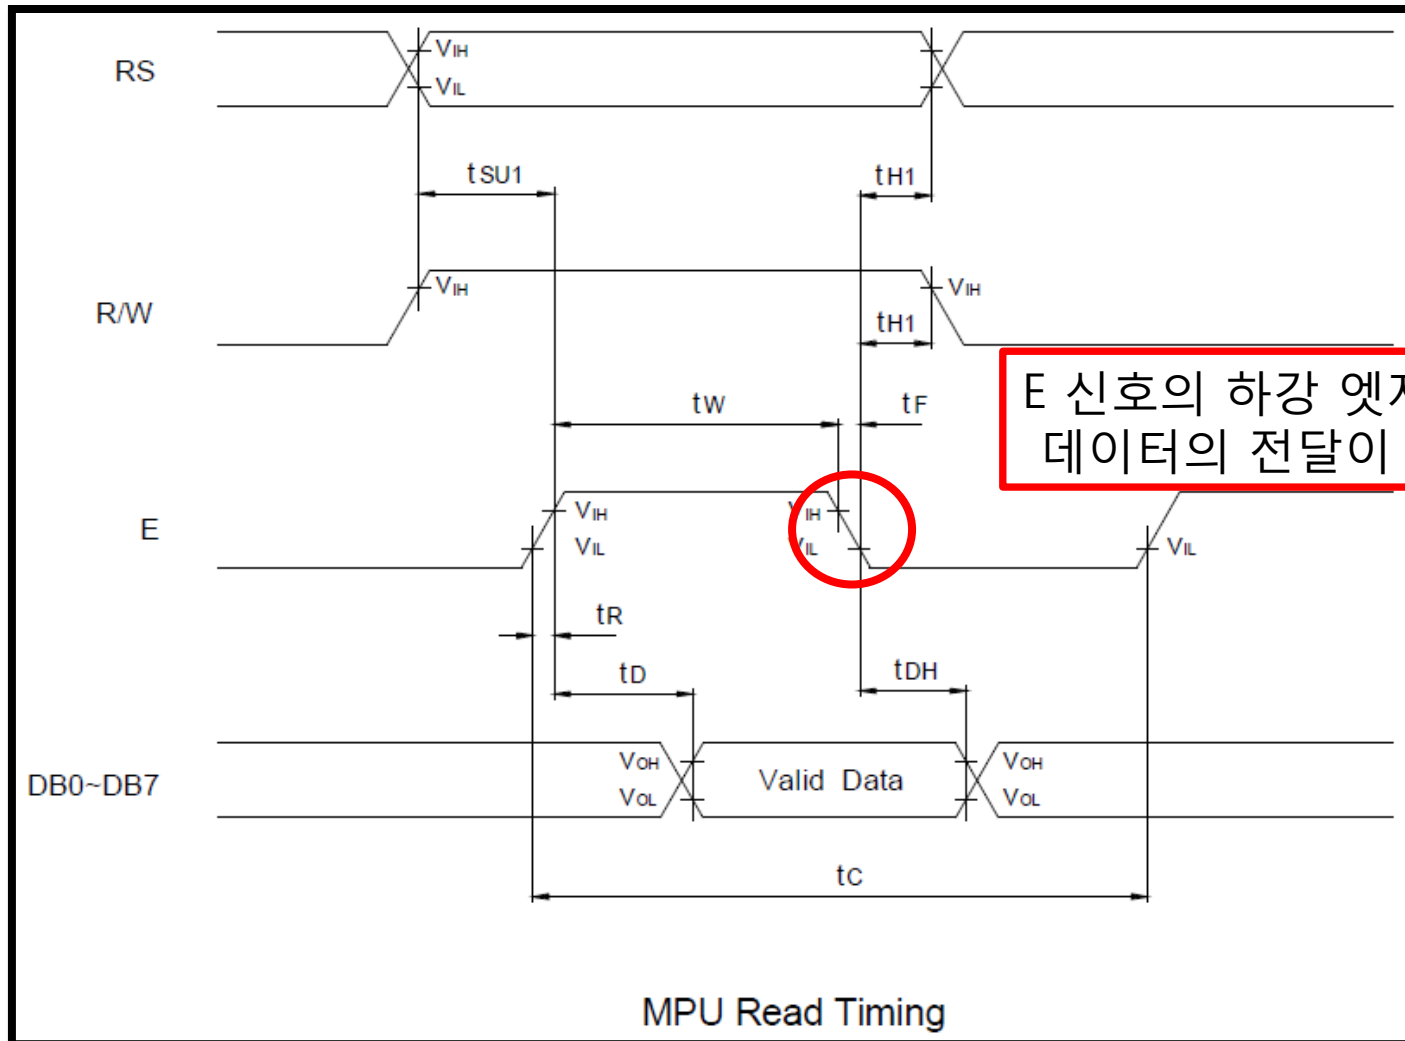 RS
VIH
VIL
tSU1
tH1
R/W
VIH
VIH
tH1
tW
tF
E 신호의 하강
데이터의 전달이
E
VIH
VIL
VIH
VIL
VIL
tR
tD
tDH
DB0~DB7
VOH
VOL
Valid Data
VOH
VOL
tC
MPU Read Timing